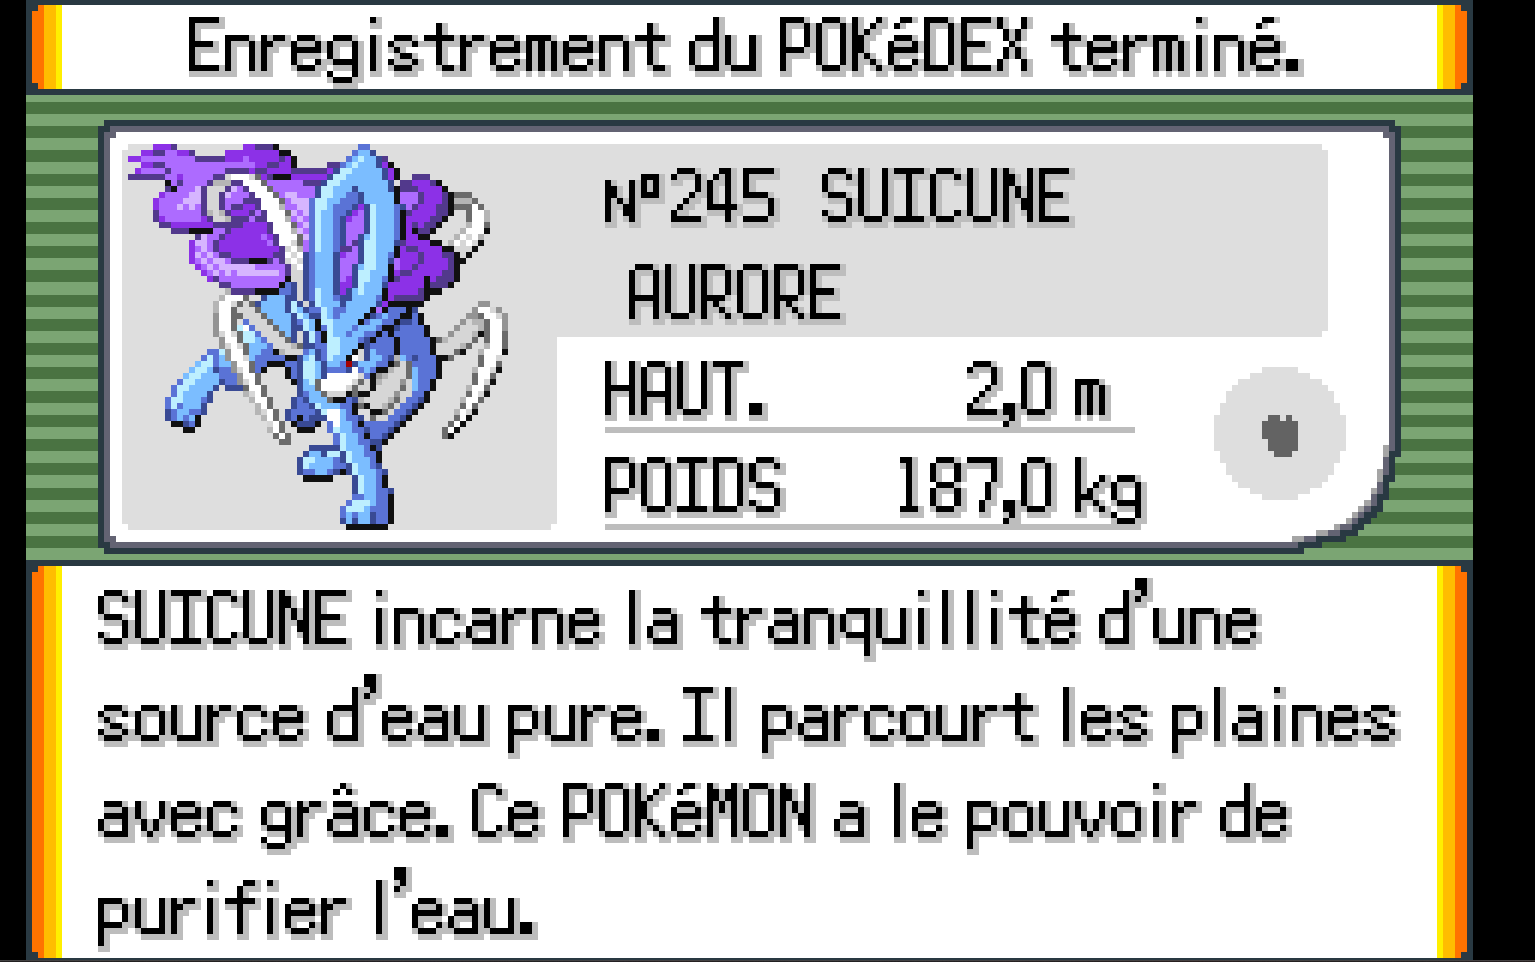 Enregistrement du POKéDEX terminé.
Nº245 SUICUNE
AURORE
HAUT. 2,0 m
POIDS 187,0 kg
SUICUNE incarne la tranquillité d'une
source d'eau pure. Il parcourt les plaines
avec grâce. Ce POKéMON a le pouvoir de
purifier l'eau.